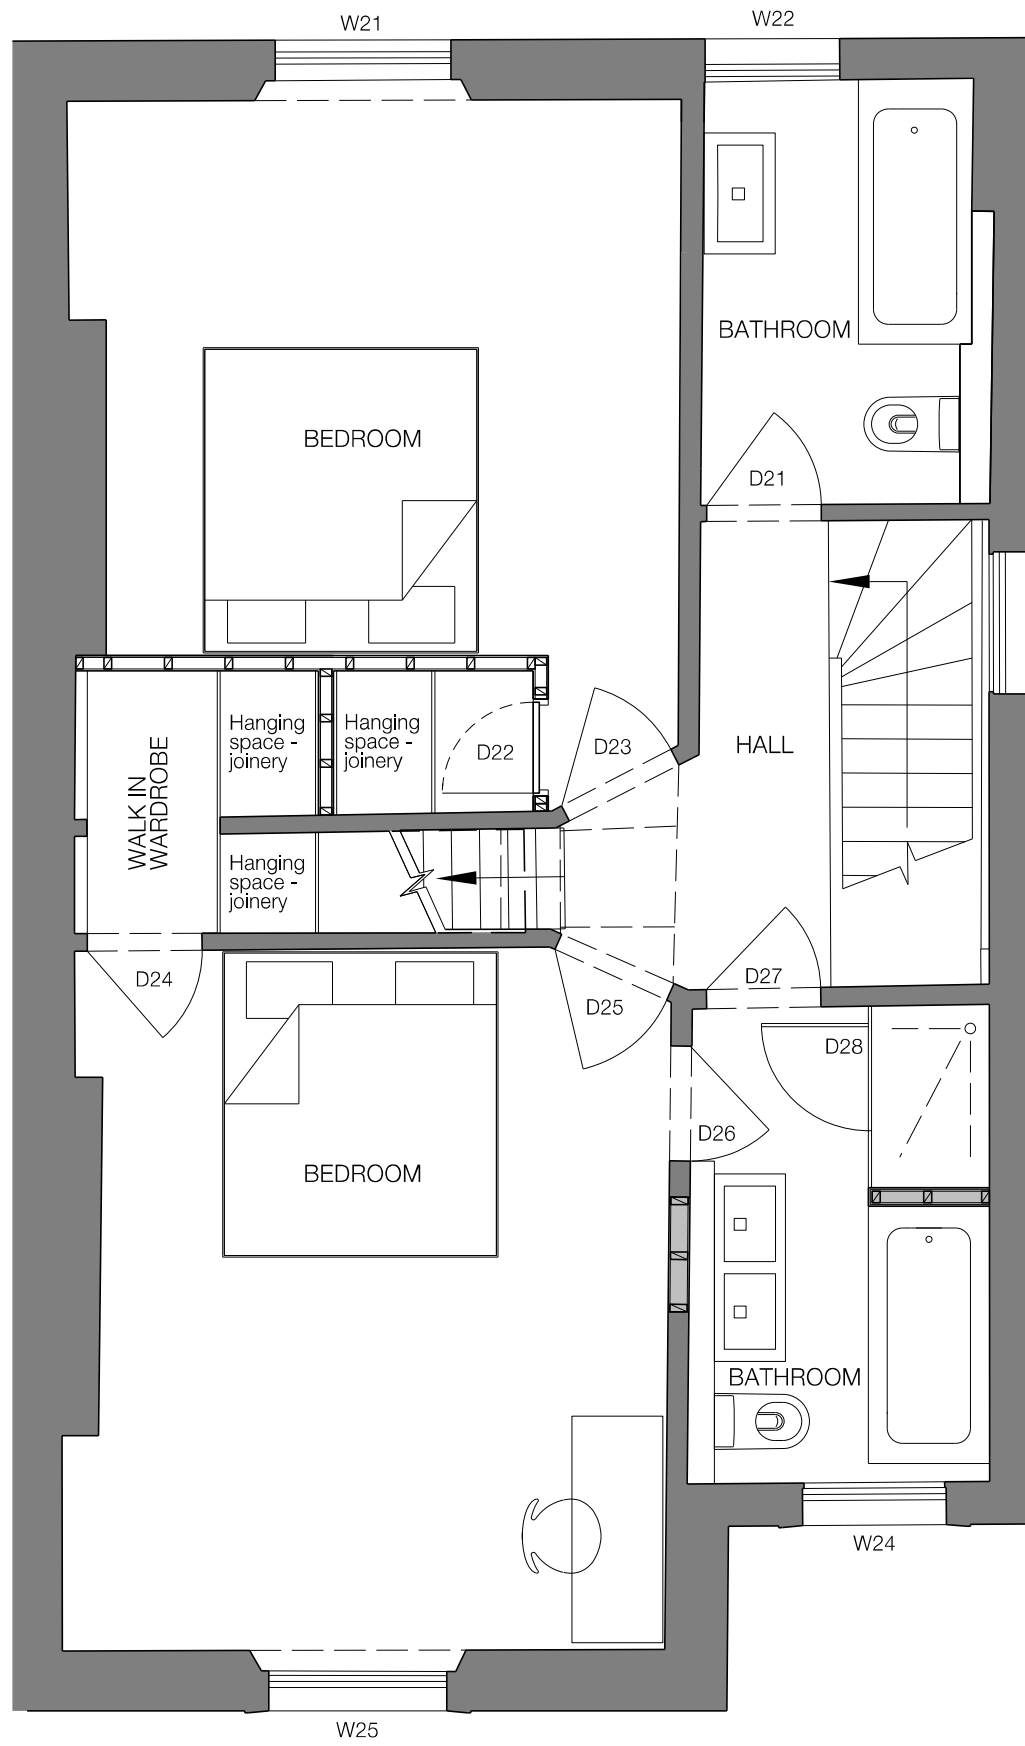 W21
W22
BATHROOM
BEDROOM
D21
Hanging
space -
joinery
Hanging
space -
joinery
D22
D23
HALL
WALK IN
WARDROBE
Hanging
space -
joinery
D24
D25
D27
D28
D26
BEDROOM
BATHROOM
W24
W25